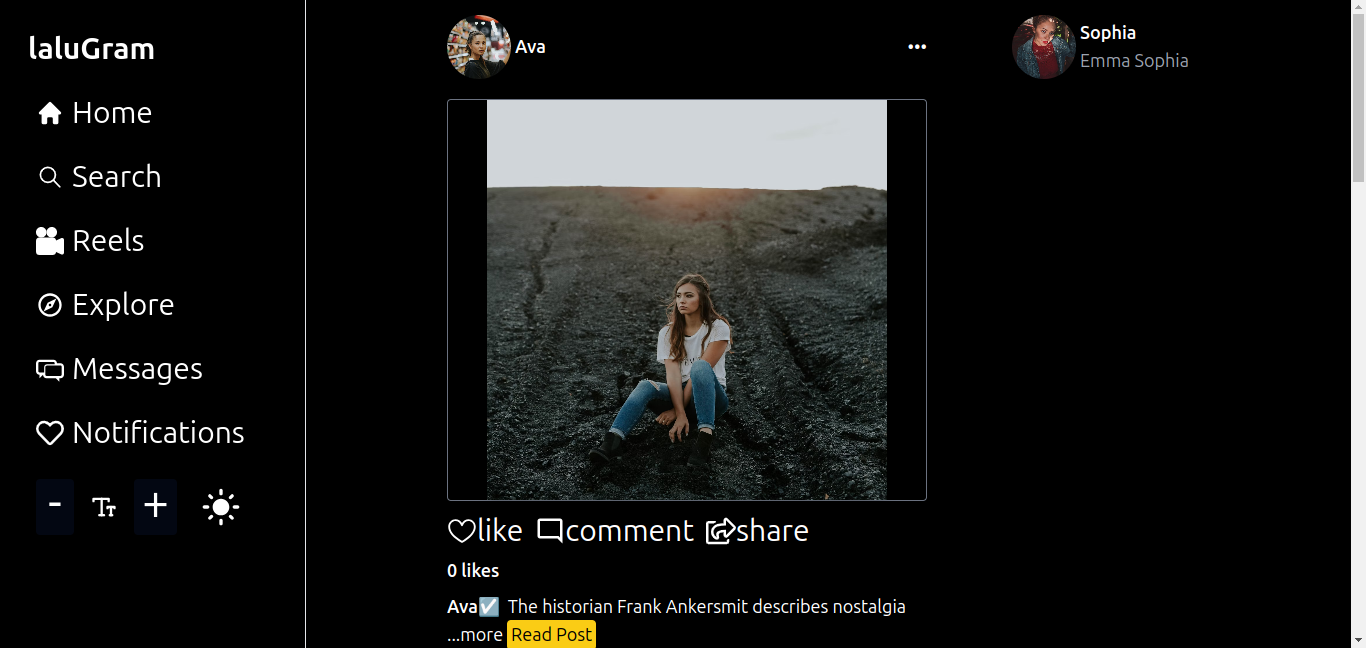 laluGram
Home
Search
Reels
Explore
Messages
Notifications
- Tт +
Ava
•••
like comment share
0 likes
Ava☑ The historian Frank Ankersmit describes nostalgia
...more Read Post
Sophia
Emma Sophia